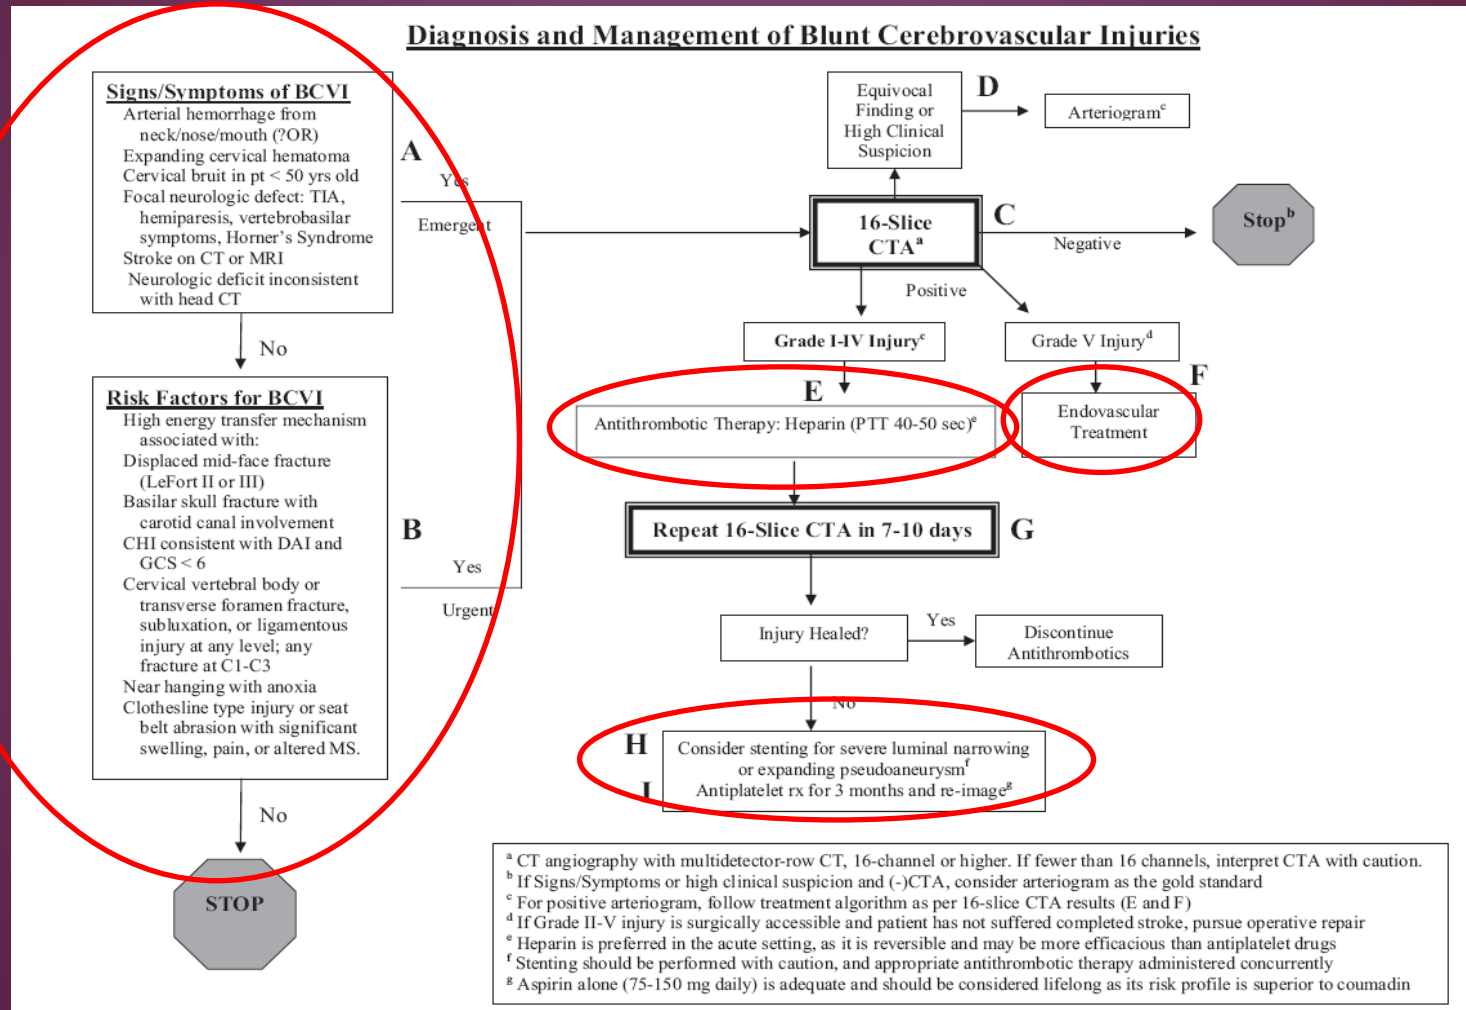 Diagnosis and Management of Blunt Cerebrovascular Injuries
Signs/Symptoms of BCVI
Arterial hemorrhage from
neck/nose/mouth (?OR)
Expanding cervical hematoma
Cervical bruit in pt < 50 yrs old
Focal neurologic defect: TIA,
hemiparesis, vertebrobasilar
symptoms, Horner's Syndrome
Stroke on CT or MRI
Neurologic deficit inconsistent
with head CT
A
Yes
Emergent
No
Risk Factors for BCVI
High energy transfer mechanism
associated with:
Displaced mid-face fracture
(LeFort II or III)
Basilar skull fracture with
carotid canal involvement
CHI consistent with DAI and
GCS < 6
Cervical vertebral body or
transverse foramen fracture,
subluxation, or ligamentous
injury at any level; any
fracture at C1-C3
Near hanging with anoxia
Clothesline type injury or seat
belt abrasion with significant
swelling, pain, or altered MS.
B
Yes
Urgent
No
STOP
Equivocal
Finding or
High Clinical
Suspicion
D
Arteriogramᶜ
16-Slice
CTAᵃ
C
Negative
Stopᵇ
Positive
Grade I-IV Injuryᶜ
Grade V Injuryᵈ
E
Antithrombotic Therapy: Heparin (PTT 40-50 sec)ᵉ
F
Endovascular
Treatment
Repeat 16-Slice CTA in 7-10 days
G
Injury Healed?
Yes
Discontinue
Antithrombotics
No
H
Consider stenting for severe luminal narrowing
or expanding pseudoaneurysmᶠ
I
Antiplatelet rx for 3 months and re-imageᵍ
ᵃ CT angiography with multidetector-row CT, 16-channel or higher. If fewer than 16 channels, interpret CTA with caution.
ᵇ If Signs/Symptoms or high clinical suspicion and (-)CTA, consider arteriogram as the gold standard
ᶜ For positive arteriogram, follow treatment algorithm as per 16-slice CTA results (E and F)
ᵈ If Grade II-V injury is surgically accessible and patient has not suffered completed stroke, pursue operative repair
ᵉ Heparin is preferred in the acute setting, as it is reversible and may be more efficacious than antiplatelet drugs
ᶠ Stenting should be performed with caution, and appropriate antithrombotic therapy administered concurrently
ᵍ Aspirin alone (75-150 mg daily) is adequate and should be considered lifelong as its risk profile is superior to coumadin